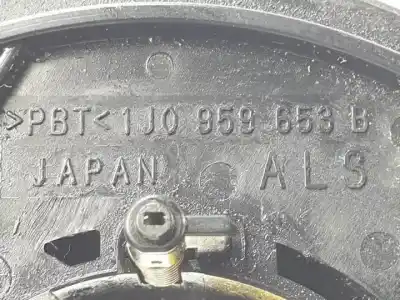 >PBT< 1J0 959 653 B
JAPAN ALS